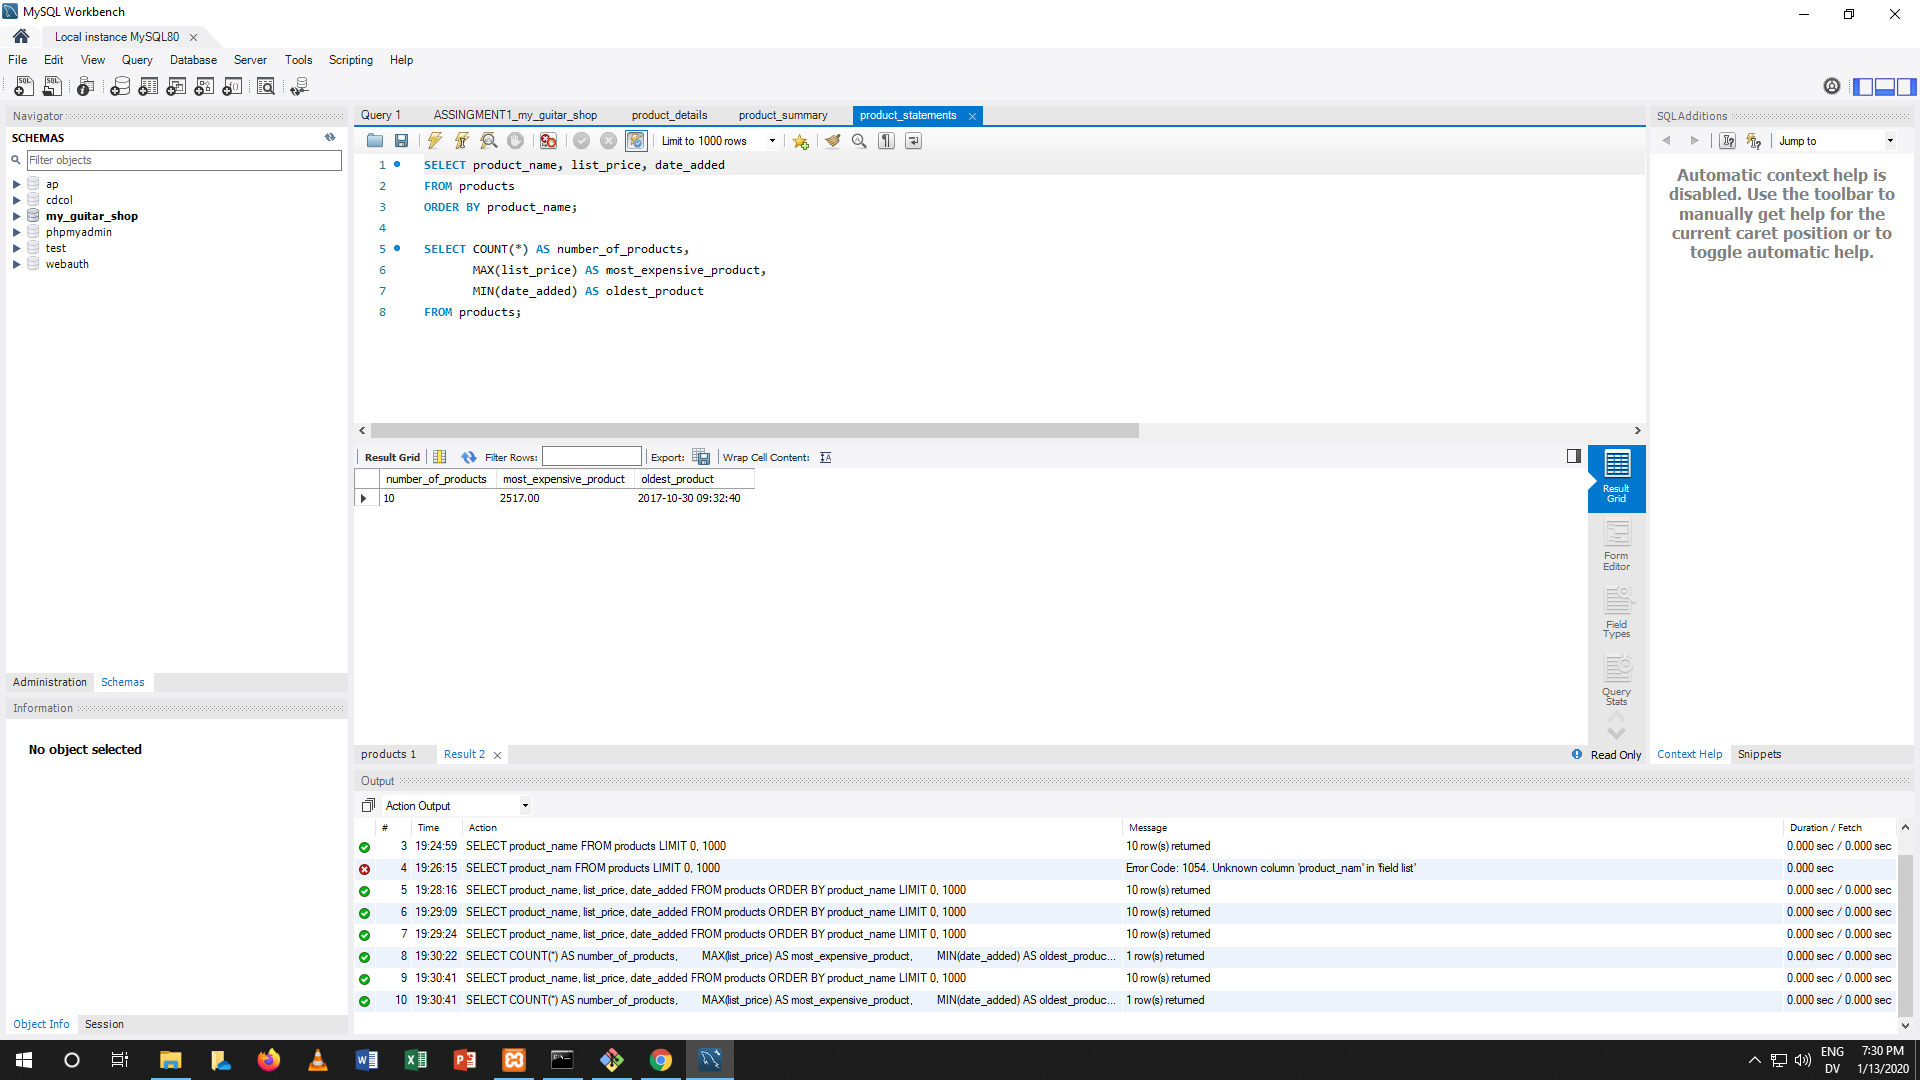 MySQL Workbench
Local instance MySQL80
File Edit View Query Database Server Tools Scripting Help
Navigator
SCHEMAS
Filter objects
ap
cdcol
my_guitar_shop
phpmyadmin
test
webauth
Administration Schemas
Information
No object selected
Object Info Session
Query 1 ASSINGMENT1_my_guitar_shop product_details product_summary product_statements
Limit to 1000 rows
1 SELECT product_name, list_price, date_added
2 FROM products
3 ORDER BY product_name;
4
5 SELECT COUNT(*) AS number_of_products,
6 MAX(list_price) AS most_expensive_product,
7 MIN(date_added) AS oldest_product
8 FROM products;
Result Grid Filter Rows: Export: Wrap Cell Content:
number_of_products most_expensive_product oldest_product
10 2517.00 2017-10-30 09:32:40
Result Grid
Form Editor
Field Types
Query Stats
products 1 Result 2
Read Only
SQLAdditions
Jump to
Automatic context help is
disabled. Use the toolbar to
manually get help for the
current caret position or to
toggle automatic help.
Context Help Snippets
Output
Action Output
# Time Action Message Duration / Fetch
3 19:24:59 SELECT product_name FROM products LIMIT 0, 1000 10 row(s) returned 0.000 sec / 0.000 sec
4 19:26:15 SELECT product_nam FROM products LIMIT 0, 1000 Error Code: 1054. Unknown column 'product_nam' in 'field list' 0.000 sec
5 19:28:16 SELECT product_name, list_price, date_added FROM products ORDER BY product_name LIMIT 0, 1000 10 row(s) returned 0.000 sec / 0.000 sec
6 19:29:09 SELECT product_name, list_price, date_added FROM products ORDER BY product_name LIMIT 0, 1000 10 row(s) returned 0.000 sec / 0.000 sec
7 19:29:24 SELECT product_name, list_price, date_added FROM products ORDER BY product_name LIMIT 0, 1000 10 row(s) returned 0.000 sec / 0.000 sec
8 19:30:22 SELECT COUNT(*) AS number_of_products, MAX(list_price) AS most_expensive_product, MIN(date_added) AS oldest_produc... 1 row(s) returned 0.000 sec / 0.000 sec
9 19:30:41 SELECT product_name, list_price, date_added FROM products ORDER BY product_name LIMIT 0, 1000 10 row(s) returned 0.000 sec / 0.000 sec
10 19:30:41 SELECT COUNT(*) AS number_of_products, MAX(list_price) AS most_expensive_product, MIN(date_added) AS oldest_produc... 1 row(s) returned 0.000 sec / 0.000 sec
ENG 7:30 PM
DV 1/13/2020